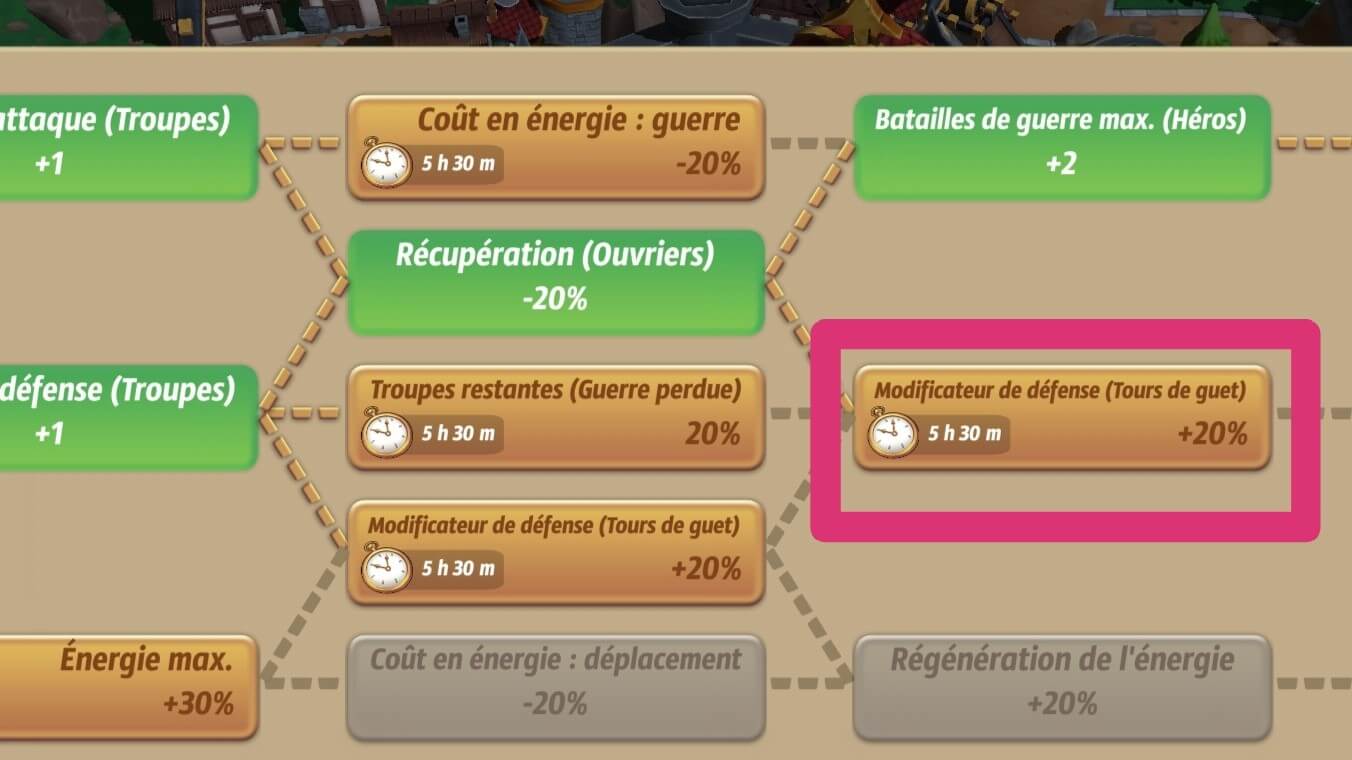 attaque (Troupes)
+1
Coût en énergie : guerre
5 h 30 m
-20%
Batailles de guerre max. (Héros)
+2
Récupération (Ouvriers)
-20%
défense (Troupes)
+1
Troupes restantes (Guerre perdue)
5 h 30 m
20%
Modificateur de défense (Tours de guet)
5 h 30 m
+20%
Modificateur de défense (Tours de guet)
5 h 30 m
+20%
Énergie max.
+30%
Coût en énergie : déplacement
-20%
Régénération de l'énergie
+20%